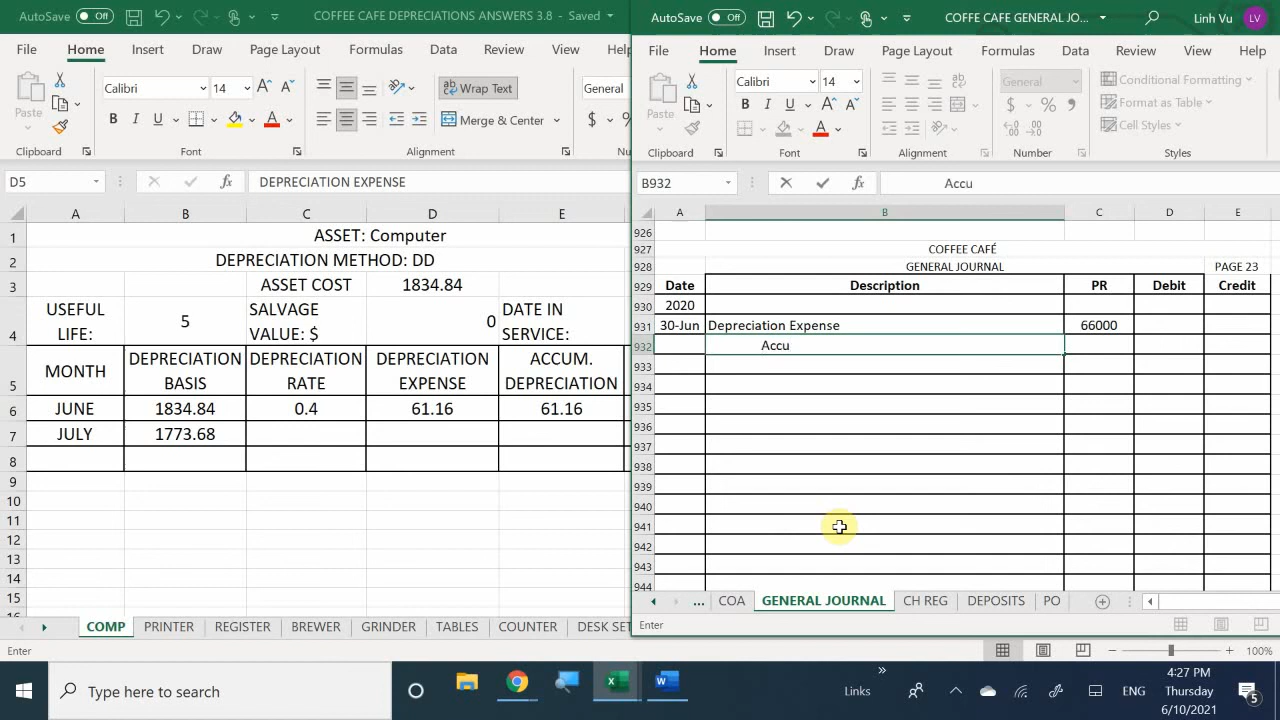 AutoSave Off COFFEE CAFE DEPRECIATIONS ANSWERS 3.8 - Saved
File Home Insert Draw Page Layout Formulas Data Review View Help
Paste
Calibri 14
B I U A
Wrap Text
Merge & Center
General
$ %
Clipboard Font Alignment
D5 fx DEPRECIATION EXPENSE
A B C D E
1 ASSET: Computer
2 DEPRECIATION METHOD: DD
3 ASSET COST 1834.84
4 USEFUL LIFE: 5 SALVAGE VALUE: $ 0 DATE IN SERVICE:
5 MONTH DEPRECIATION BASIS DEPRECIATION RATE DEPRECIATION EXPENSE ACCUM. DEPRECIATION
6 JUNE 1834.84 0.4 61.16 61.16
7 JULY 1773.68
8
9
10
11
12
13
14
15
16
COMP PRINTER REGISTER BREWER GRINDER TABLES COUNTER DESK SET
Enter
AutoSave Off COFFE CAFE GENERAL JO... Linh Vu LV
File Home Insert Draw Page Layout Formulas Data Review View Help
Paste
Calibri 14
B I U A
General
$ %
Conditional Formatting
Format as Table
Cell Styles
Clipboard Font Alignment Number Styles
B932 fx Accu
A B C D E
926
927 COFFEE CAFÉ
928 GENERAL JOURNAL PAGE 23
929 Date Description PR Debit Credit
930 2020
931 30-Jun Depreciation Expense 66000
932 Accu
933
934
935
936
937
938
939
940
941
942
943
944
... COA GENERAL JOURNAL CH REG DEPOSITS PO
Enter
100%
Type here to search
Links
ENG
4:27 PM
Thursday
6/10/2021
5